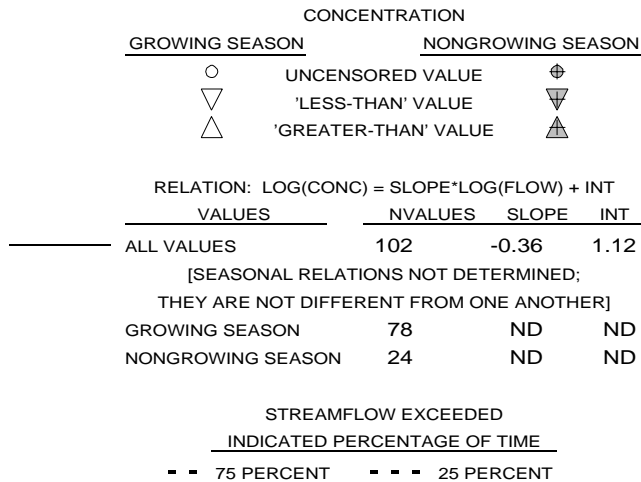 CONCENTRATION
GROWING SEASON NONGROWING SEASON
UNCENSORED VALUE
'LESS-THAN' VALUE
'GREATER-THAN' VALUE
RELATION: LOG(CONC) = SLOPE*LOG(FLOW) + INT
VALUES NVALUES SLOPE INT
ALL VALUES 102 -0.36 1.12
[SEASONAL RELATIONS NOT DETERMINED;
THEY ARE NOT DIFFERENT FROM ONE ANOTHER]
GROWING SEASON 78 ND ND
NONGROWING SEASON 24 ND ND
STREAMFLOW EXCEEDED
INDICATED PERCENTAGE OF TIME
75 PERCENT 25 PERCENT